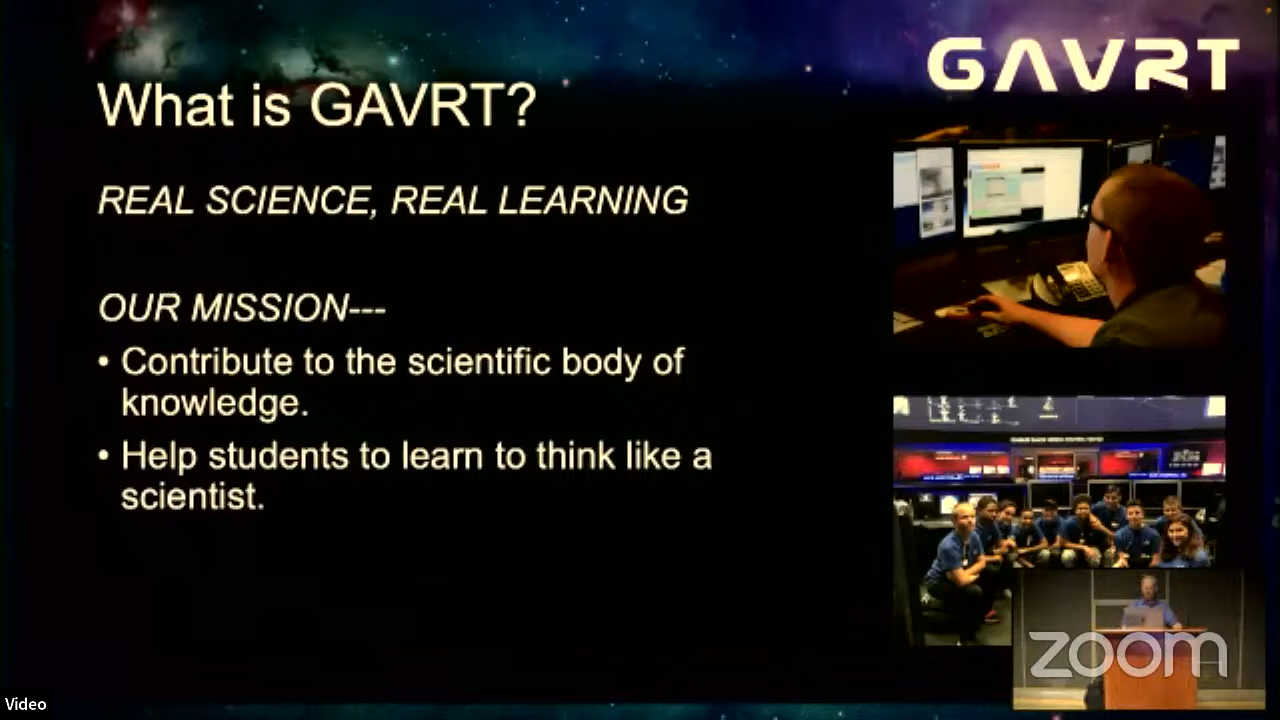 GAVRT
What is GAVRT?
REAL SCIENCE, REAL LEARNING
OUR MISSION---
• Contribute to the scientific body of
knowledge.
• Help students to learn to think like a
scientist.
zoom
Video